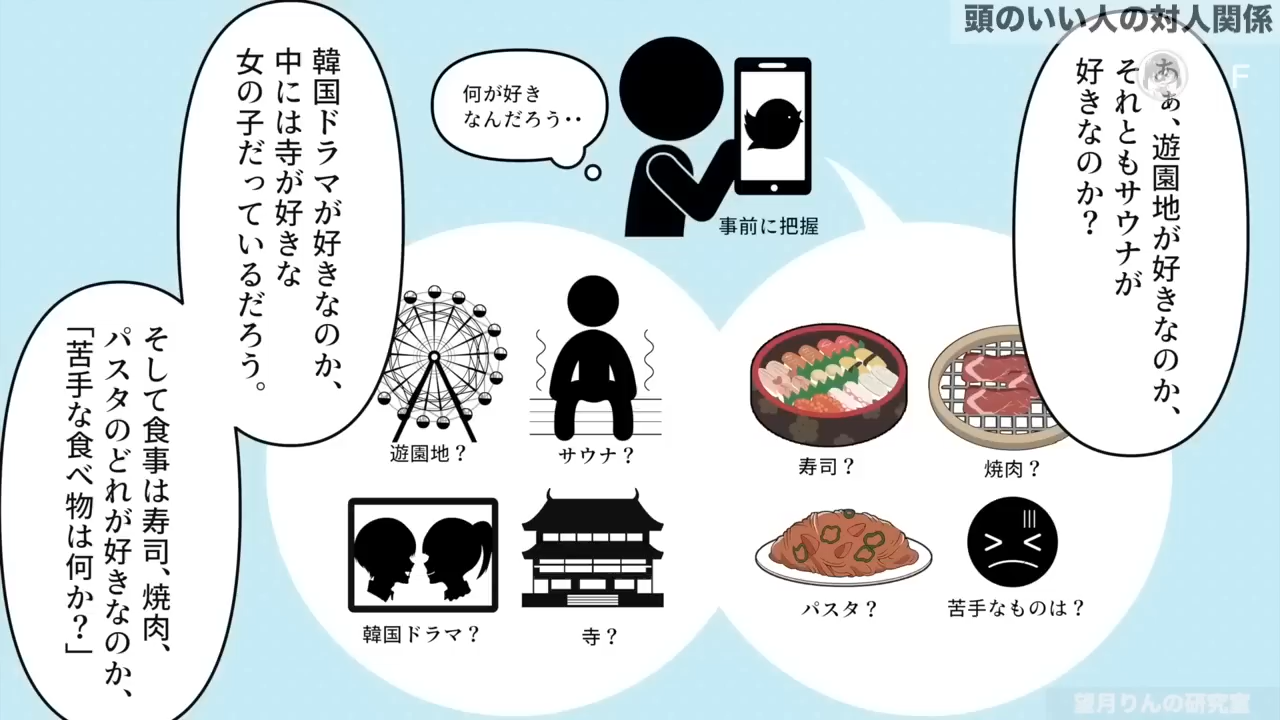 頭のいい人の対人関係
あぁ、遊園地が好きなのか、
それともサウナが
好きなのか？
何が好き
なんだろう・・
事前に把握
韓国ドラマが好きなのか、
中には寺が好きな
女の子だっているだろう。
そして食事は寿司、焼肉、
パスタのどれが好きなのか、
「苦手な食べ物は何か？」
遊園地？
サウナ？
韓国ドラマ？
寺？
寿司？
焼肉？
パスタ？
苦手なものは？
望月りんの研究室